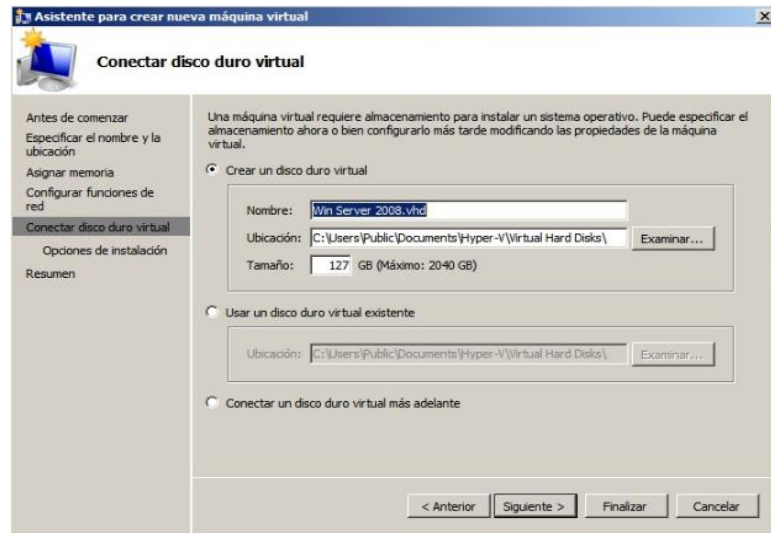 Asistente para crear nueva máquina virtual
Conectar disco duro virtual
Antes de comenzar
Especificar el nombre y la
ubicación
Asignar memoria
Configurar funciones de
red
Conectar disco duro virtual
Opciones de instalación
Resumen
Una máquina virtual requiere almacenamiento para instalar un sistema operativo. Puede especificar el
almacenamiento ahora o bien configurarlo más tarde modificando las propiedades de la máquina
virtual.
Crear un disco duro virtual
Nombre: Win Server 2008.vhd
Ubicación: C:\Users\Public\Documents\Hyper-V\Virtual Hard Disks\ Examinar...
Tamaño: 127 GB (Máximo: 2040 GB)
Usar un disco duro virtual existente
Ubicación: C:\Users\Public\Documents\Hyper-V\Virtual Hard Disks\ Examinar...
Conectar un disco duro virtual más adelante
< Anterior Siguiente > Finalizar Cancelar